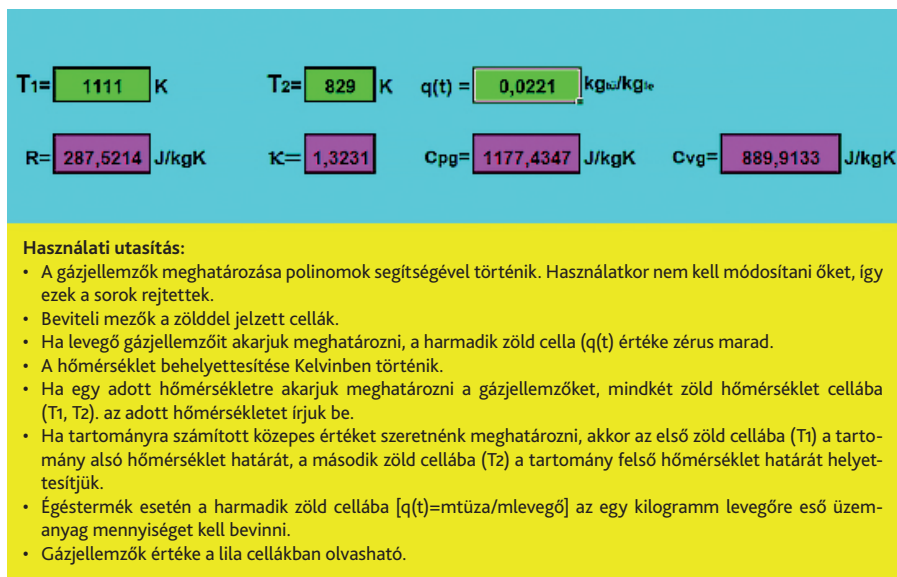 T1= 1111 K T2= 829 K q(t) = 0,0221 kgtü/kgle
R= 287,5214 J/kgK κ= 1,3231 Cpg= 1177,4347 J/kgK Cvg= 889,9133 J/kgK
Használati utasítás:
• A gázjellemzők meghatározása polinomok segítségével történik. Használatkor nem kell módosítani őket, így
ezek a sorok rejtettek.
• Beviteli mezők a zölddel jelzett cellák.
• Ha levegő gázjellemzőit akarjuk meghatározni, a harmadik zöld cella (q(t) értéke zérus marad.
• A hőmérséklet behelyettesítése Kelvinben történik.
• Ha egy adott hőmérsékletre akarjuk meghatározni a gázjellemzőket, mindkét zöld hőmérséklet cellába
(T1, T2). az adott hőmérsékletet írjuk be.
• Ha tartományra számított közepes értéket szeretnénk meghatározni, akkor az első zöld cellába (T1) a tarto-
mány alsó hőmérséklet határát, a második zöld cellába (T2) a tartomány felső hőmérséklet határát helyet-
tesítjük.
• Égéstermék esetén a harmadik zöld cellába [q(t)=mtüza/mlevegő] az egy kilogramm levegőre eső üzem-
anyag mennyiséget kell bevinni.
• Gázjellemzők értéke a lila cellákban olvasható.